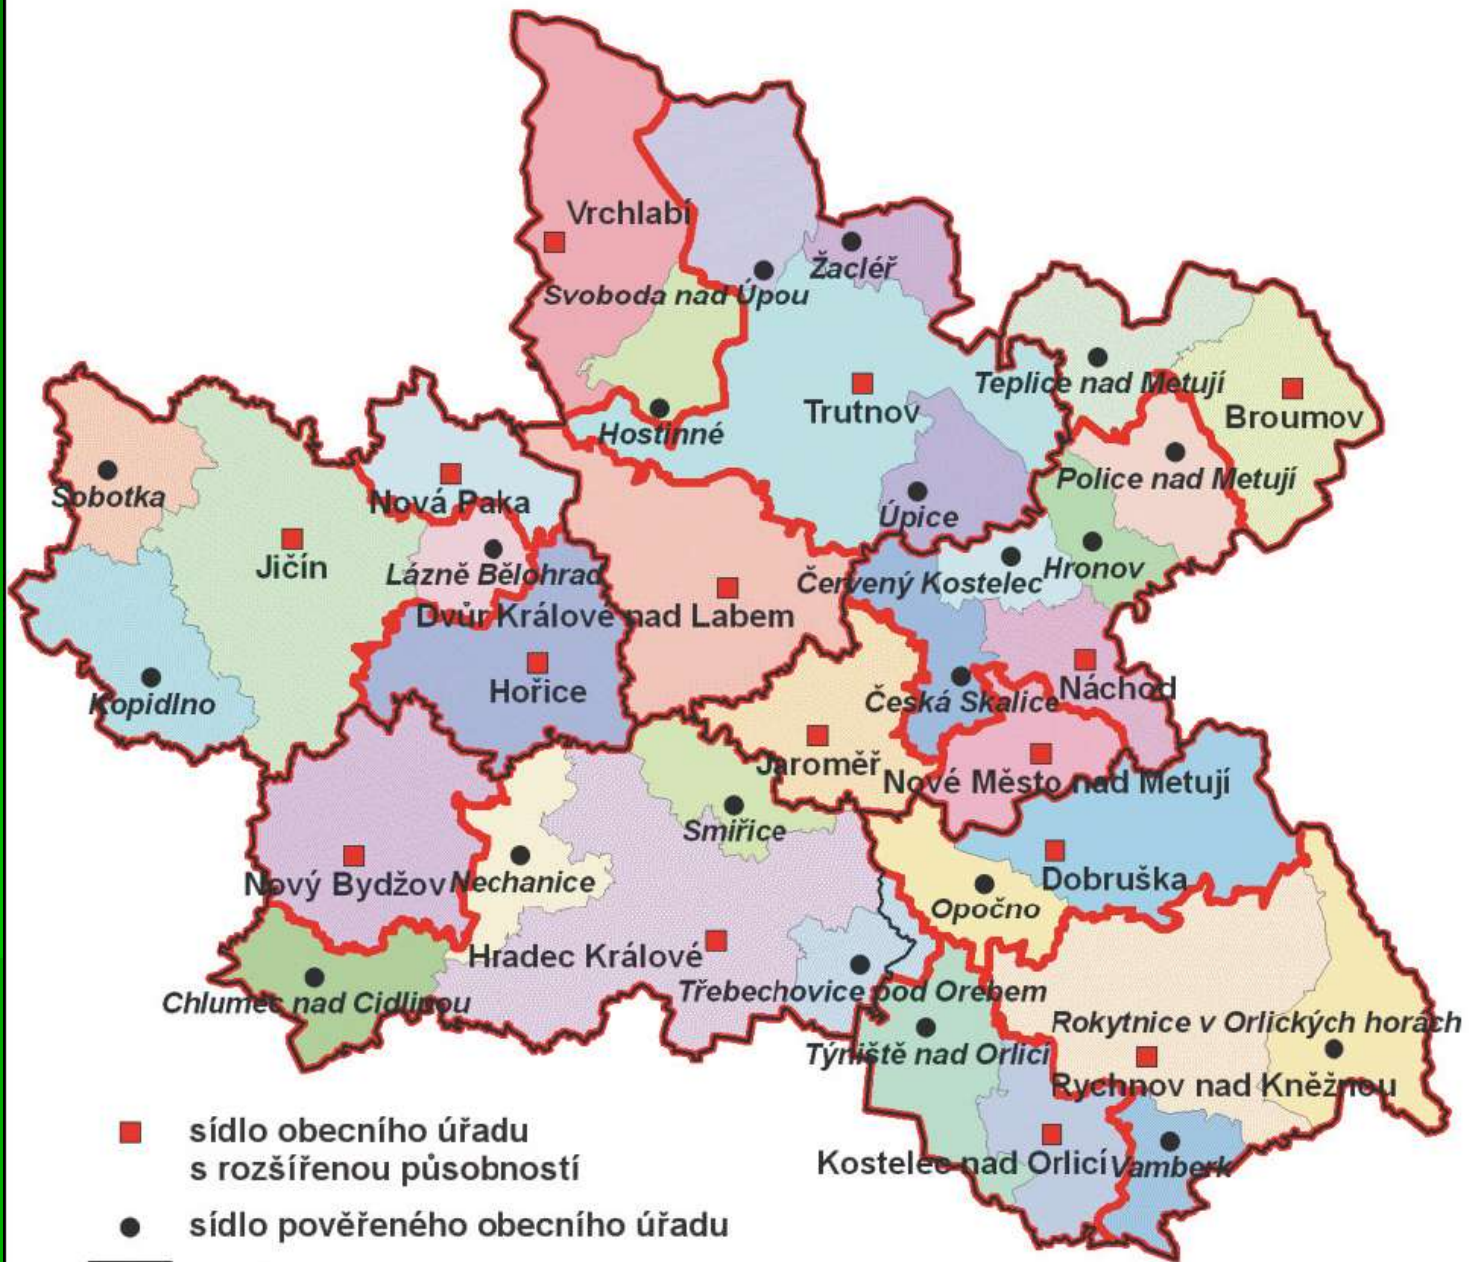 Vrchlabí
Žacléř
Svoboda nad Úpou
Teplice nad Metují
Trutnov
Broumov
Hostinné
Police nad Metují
Sobotka
Nová Paka
Úpice
Jičín
Lázně Bělohrad
Červený Kostelec
Hronov
Dvůr Králové nad Labem
Hořice
Náchod
Kopidlno
Česká Skalice
Jaroměř
Nové Město nad Metují
Smiřice
Nový Bydžov
Nechanice
Dobruška
Opočno
Hradec Králové
Třebechovice pod Orebem
Chlumec nad Cidlinou
Rokytnice v Orlických horách
Týniště nad Orlicí
Rychnov nad Kněžnou
Kostelec nad Orlicí
Vamberk
sídlo obecního úřadu
s rozšířenou působností
sídlo pověřeného obecního úřadu